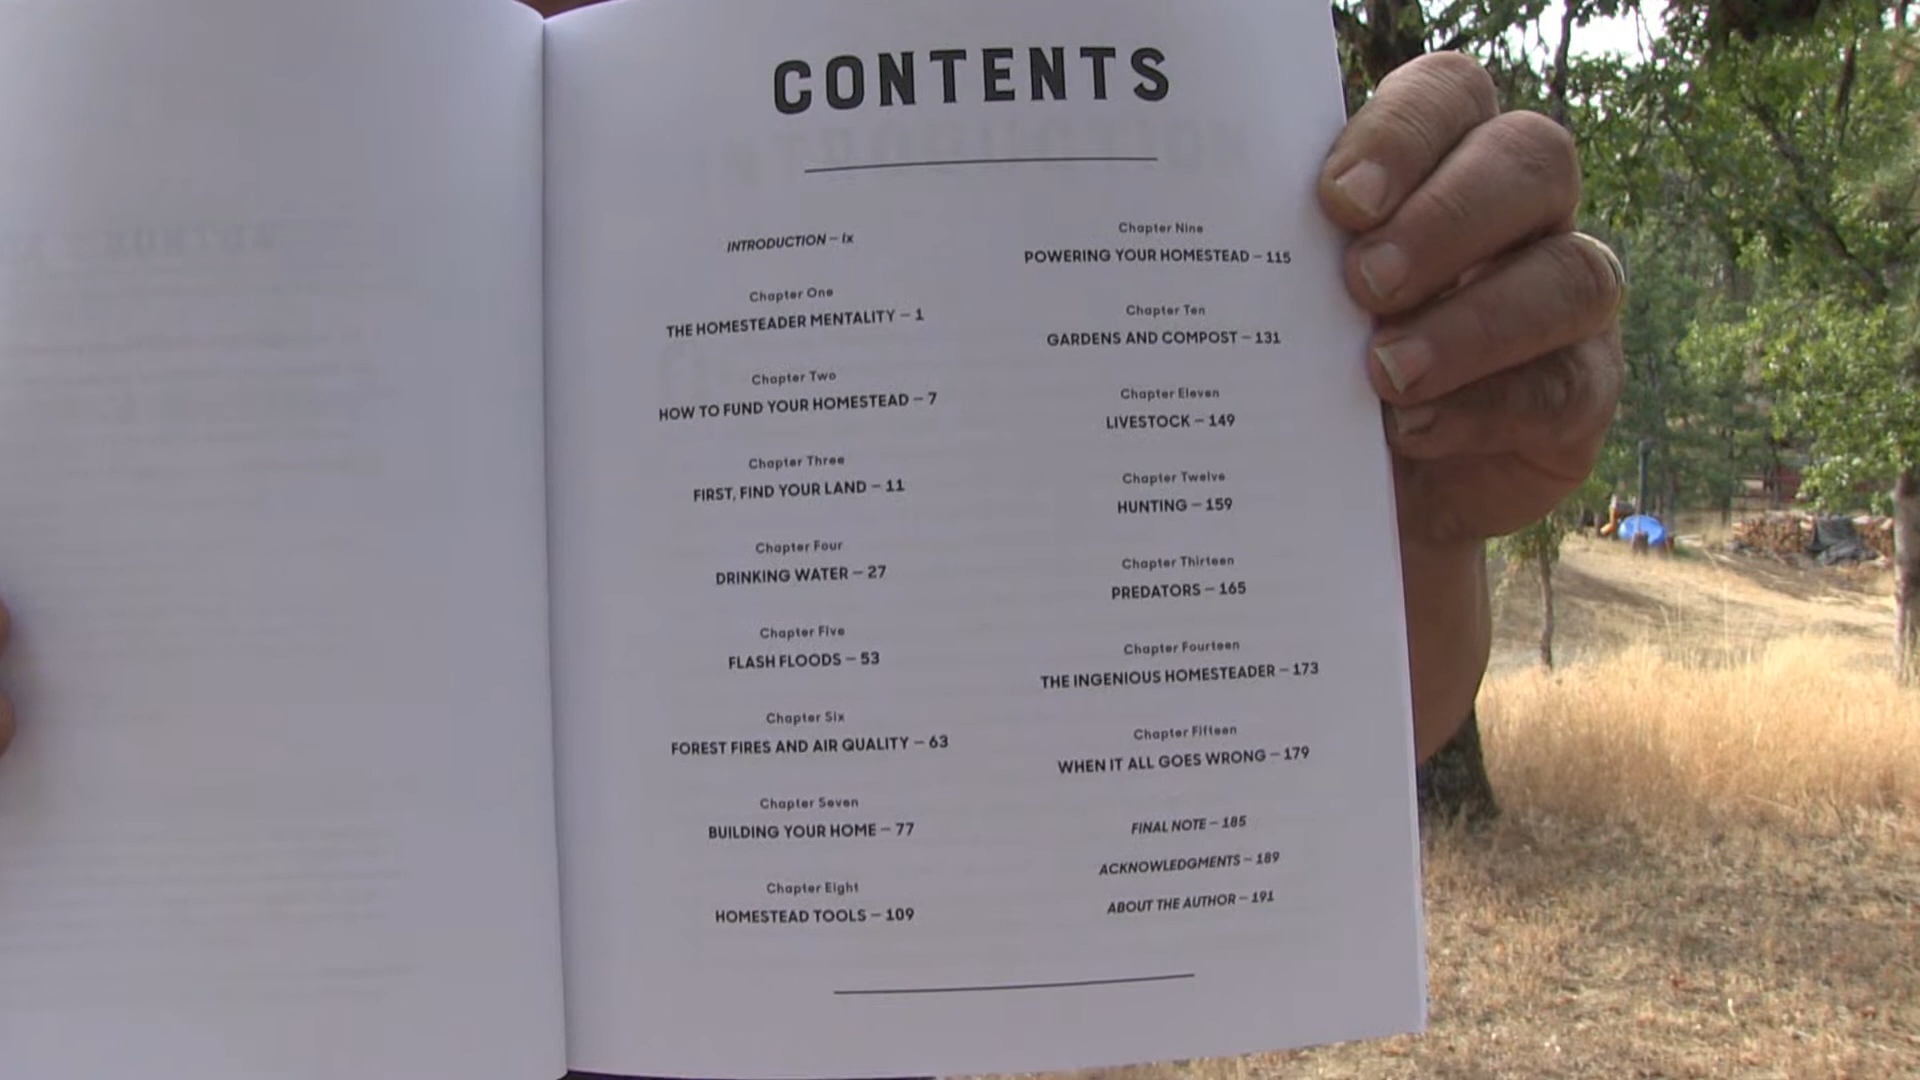 CONTENTS
INTRODUCTION – ix
Chapter One
THE HOMESTEADER MENTALITY – 1
Chapter Two
HOW TO FUND YOUR HOMESTEAD – 7
Chapter Three
FIRST, FIND YOUR LAND – 11
Chapter Four
DRINKING WATER – 27
Chapter Five
FLASH FLOODS – 53
Chapter Six
FOREST FIRES AND AIR QUALITY – 63
Chapter Seven
BUILDING YOUR HOME – 77
Chapter Eight
HOMESTEAD TOOLS – 109
Chapter Nine
POWERING YOUR HOMESTEAD – 115
Chapter Ten
GARDENS AND COMPOST – 131
Chapter Eleven
LIVESTOCK – 149
Chapter Twelve
HUNTING – 159
Chapter Thirteen
PREDATORS – 165
Chapter Fourteen
THE INGENIOUS HOMESTEADER – 173
Chapter Fifteen
WHEN IT ALL GOES WRONG – 179
FINAL NOTE – 185
ACKNOWLEDGMENTS – 189
ABOUT THE AUTHOR – 191